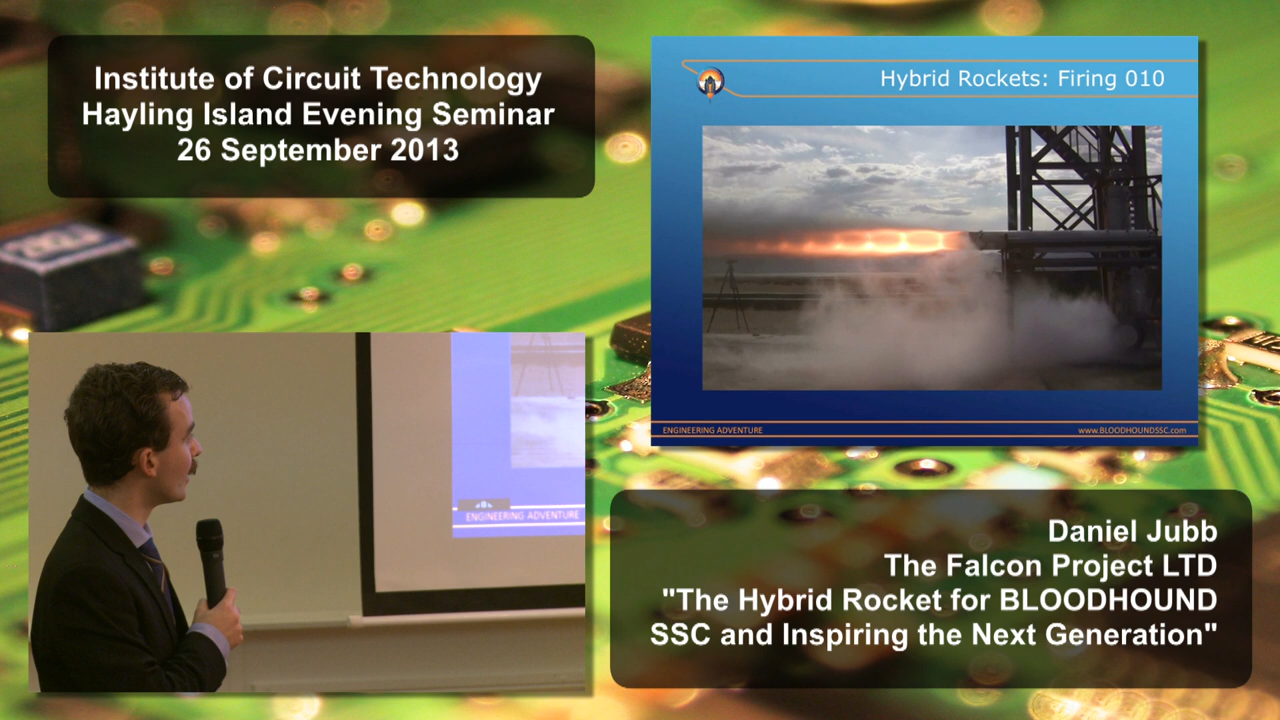 Institute of Circuit Technology
Hayling Island Evening Seminar
26 September 2013
Hybrid Rockets: Firing 010
ENGINEERING ADVENTURE
www.BLOODHOUNDSSC.com
ENGINEERING ADVENTURE
Daniel Jubb
The Falcon Project LTD
"The Hybrid Rocket for BLOODHOUND
SSC and Inspiring the Next Generation"